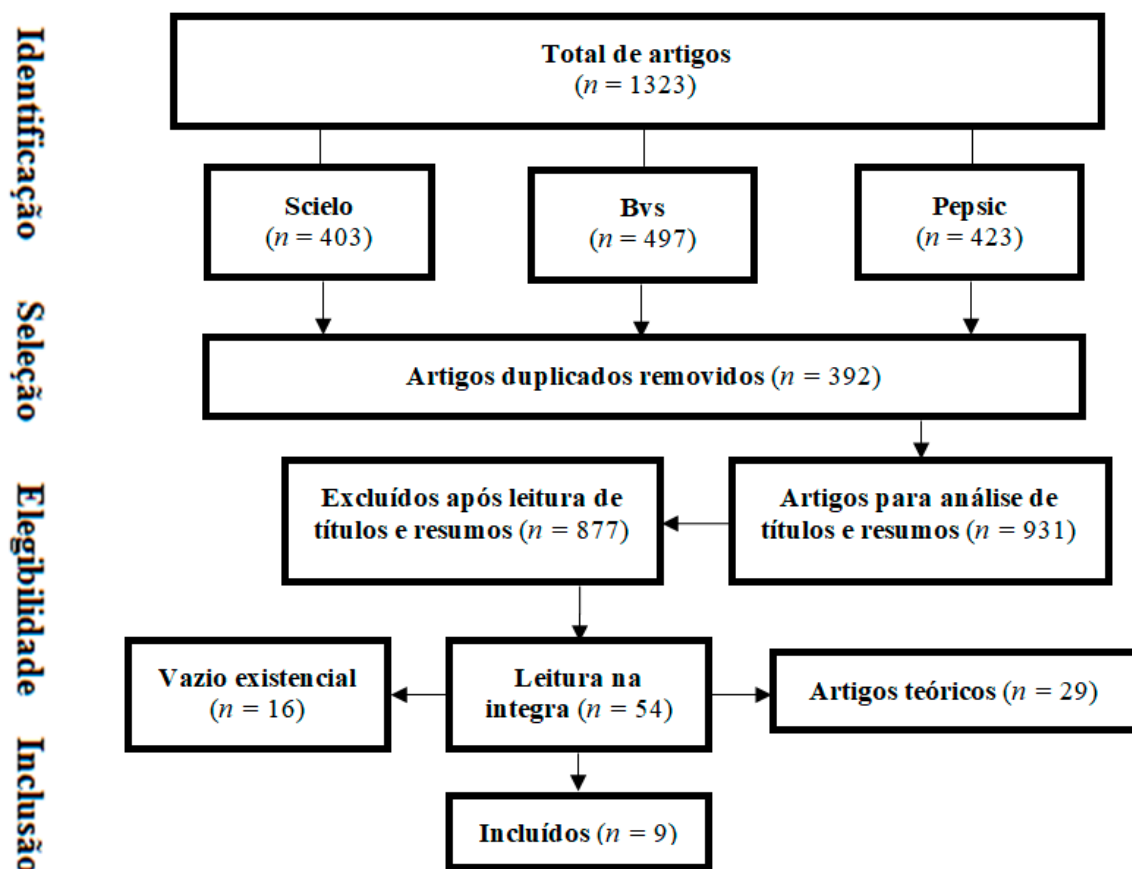 Identificação
Total de artigos
(n = 1323)
Scielo
(n = 403)
Bvs
(n = 497)
Pepsic
(n = 423)
Seleção
Artigos duplicados removidos (n = 392)
Elegibilidade
Excluídos após leitura de
títulos e resumos (n = 877)
Artigos para análise de
títulos e resumos (n = 931)
Vazio existencial
(n = 16)
Leitura na
integra (n = 54)
Artigos teóricos (n = 29)
Inclusão
Incluídos (n = 9)